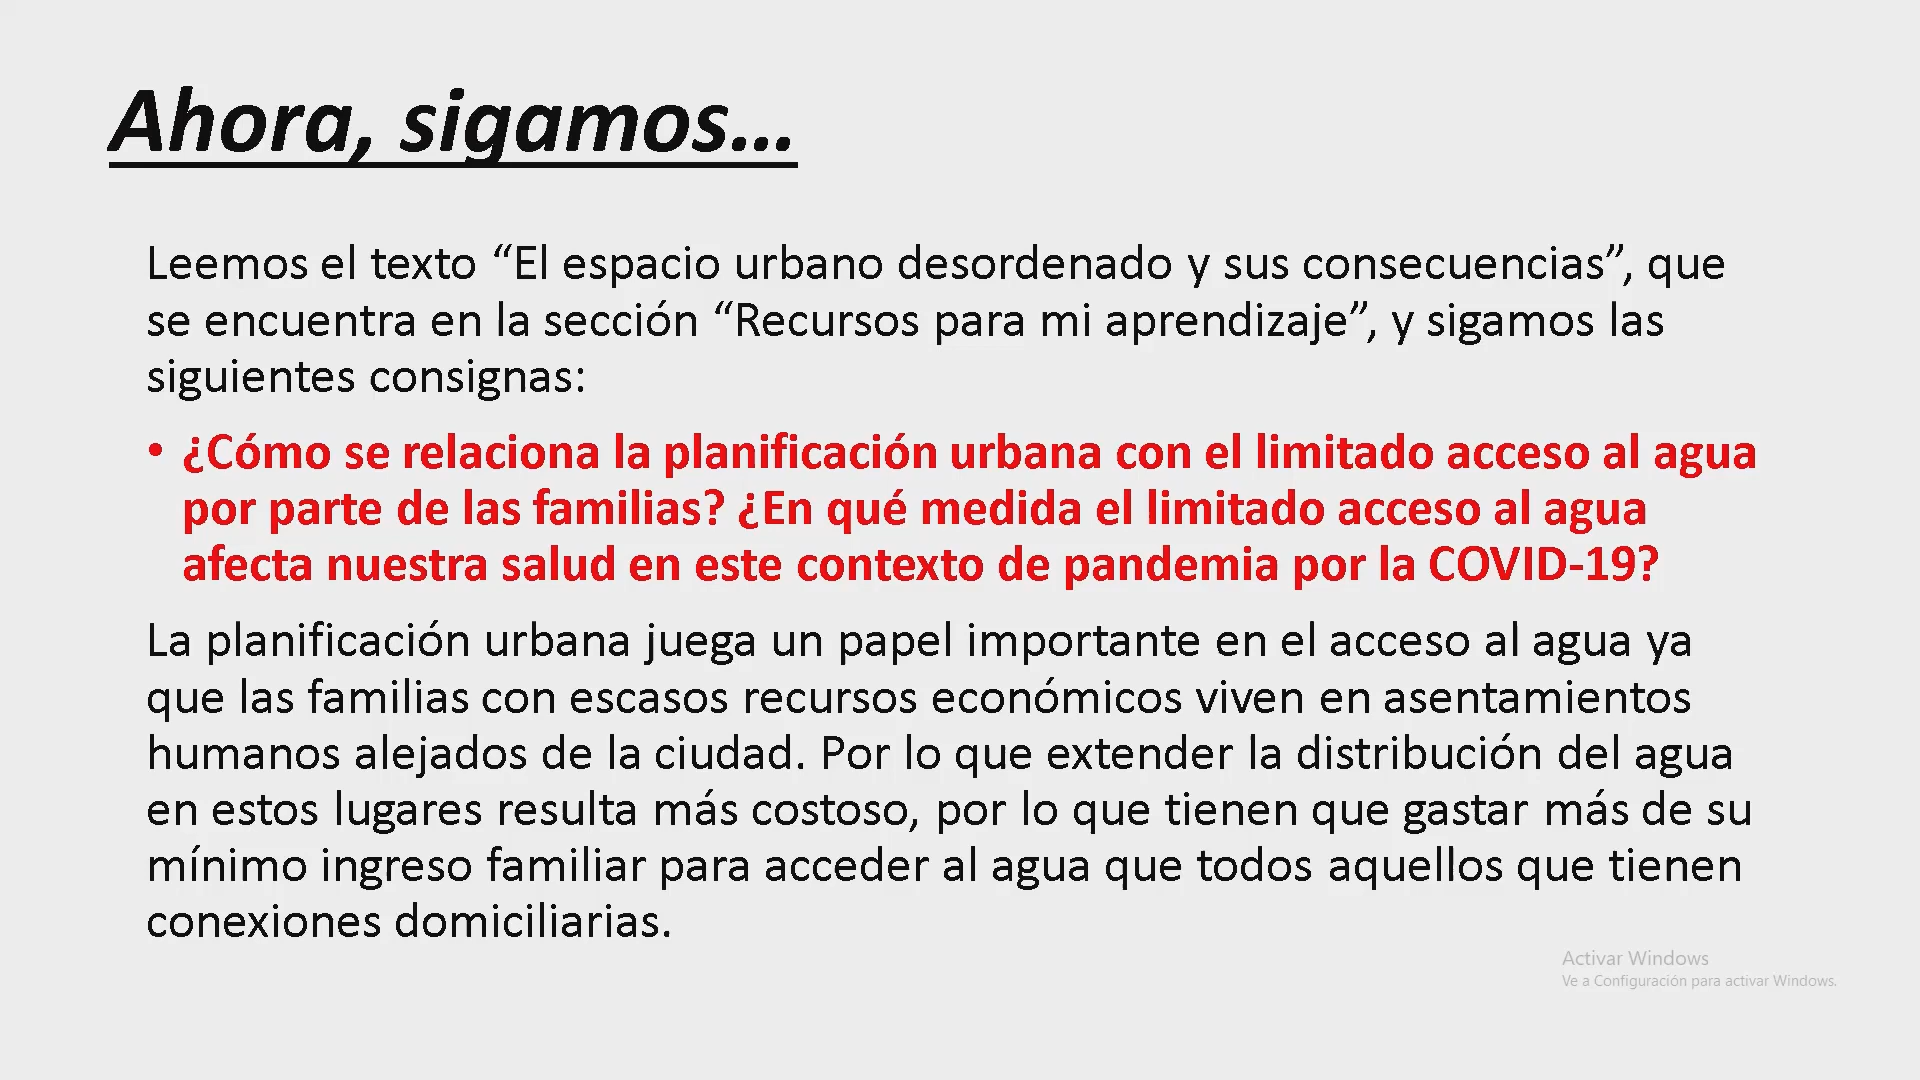 Ahora, sigamos...
Leemos el texto “El espacio urbano desordenado y sus consecuencias”, que
se encuentra en la sección “Recursos para mi aprendizaje”, y sigamos las
siguientes consignas:
• ¿Cómo se relaciona la planificación urbana con el limitado acceso al agua
por parte de las familias? ¿En qué medida el limitado acceso al agua
afecta nuestra salud en este contexto de pandemia por la COVID-19?
La planificación urbana juega un papel importante en el acceso al agua ya
que las familias con escasos recursos económicos viven en asentamientos
humanos alejados de la ciudad. Por lo que extender la distribución del agua
en estos lugares resulta más costoso, por lo que tienen que gastar más de su
mínimo ingreso familiar para acceder al agua que todos aquellos que tienen
conexiones domiciliarias.
Activar Windows
Ve a Configuración para activar Windows.